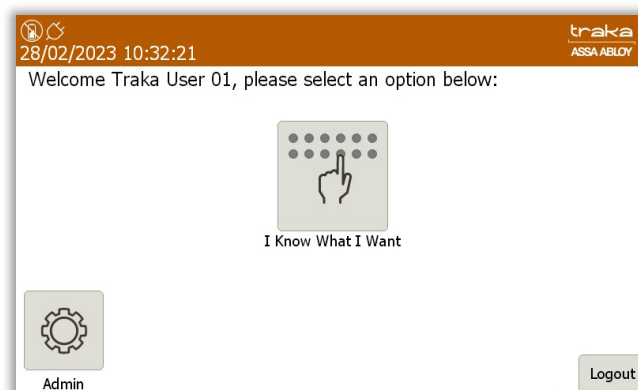 28/02/2023 10:32:21
traka
ASSA ABLOY
Welcome Traka User 01, please select an option below:
I Know What I Want
Admin
Logout